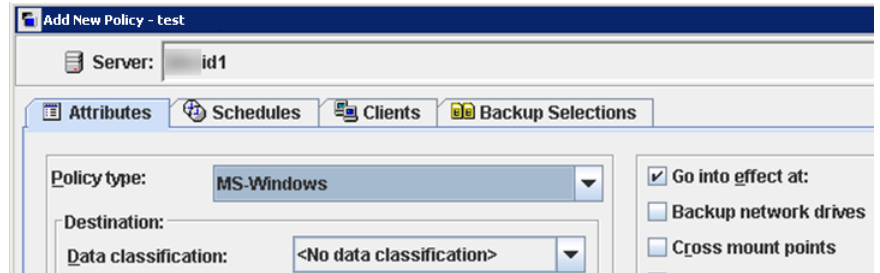 Add New Policy - test
Server: id1
Attributes Schedules Clients Backup Selections
Policy type: MS-Windows
Go into effect at:
Backup network drives
Destination:
Data classification: <No data classification>
Cross mount points